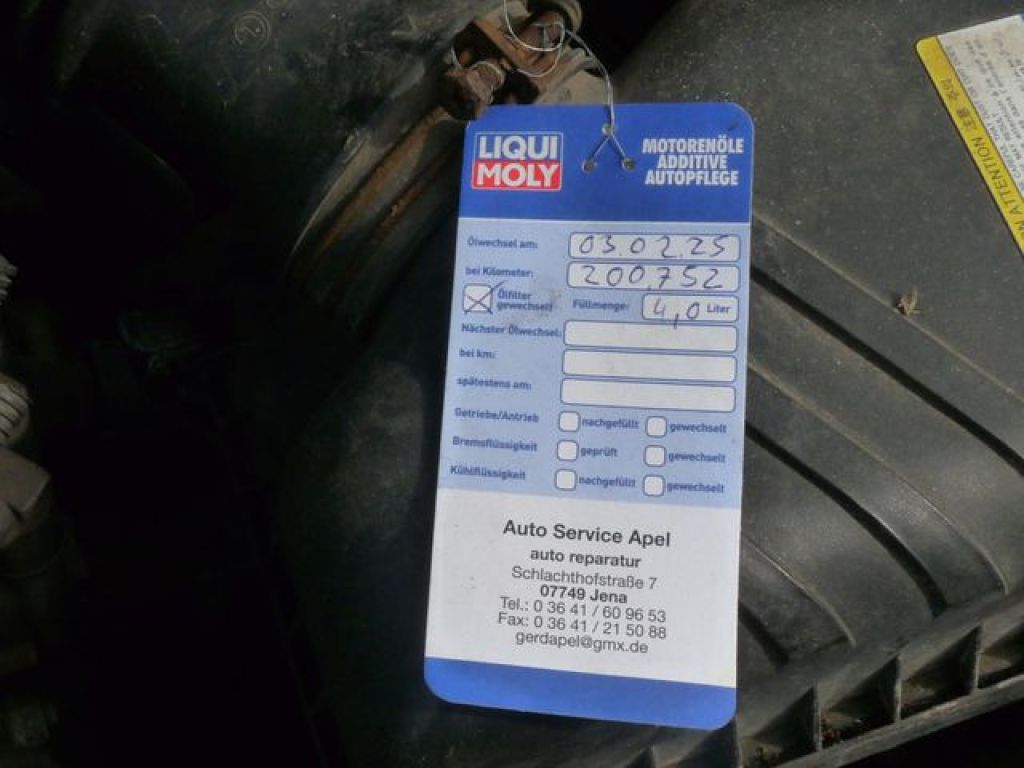 LIQUI
MOLY
MOTORENÖLE
ADDITIVE
AUTOPFLEGE
Ölwechsel am: 03.02.25
bei Kilometer: 200.752
Ölfilter
gewechselt
Füllmenge: 4,0 Liter
Nächster Ölwechsel:
bei km:
spätestens am:
Getriebe/Antrieb nachgefüllt gewechselt
Bremsflüssigkeit geprüft gewechselt
Kühlflüssigkeit nachgefüllt gewechselt
Auto Service Apel
auto reparatur
Schlachthofstraße 7
07749 Jena
Tel.: 0 36 41 / 60 96 53
Fax: 0 36 41 / 21 50 88
gerdapel@gmx.de
ATTENTION